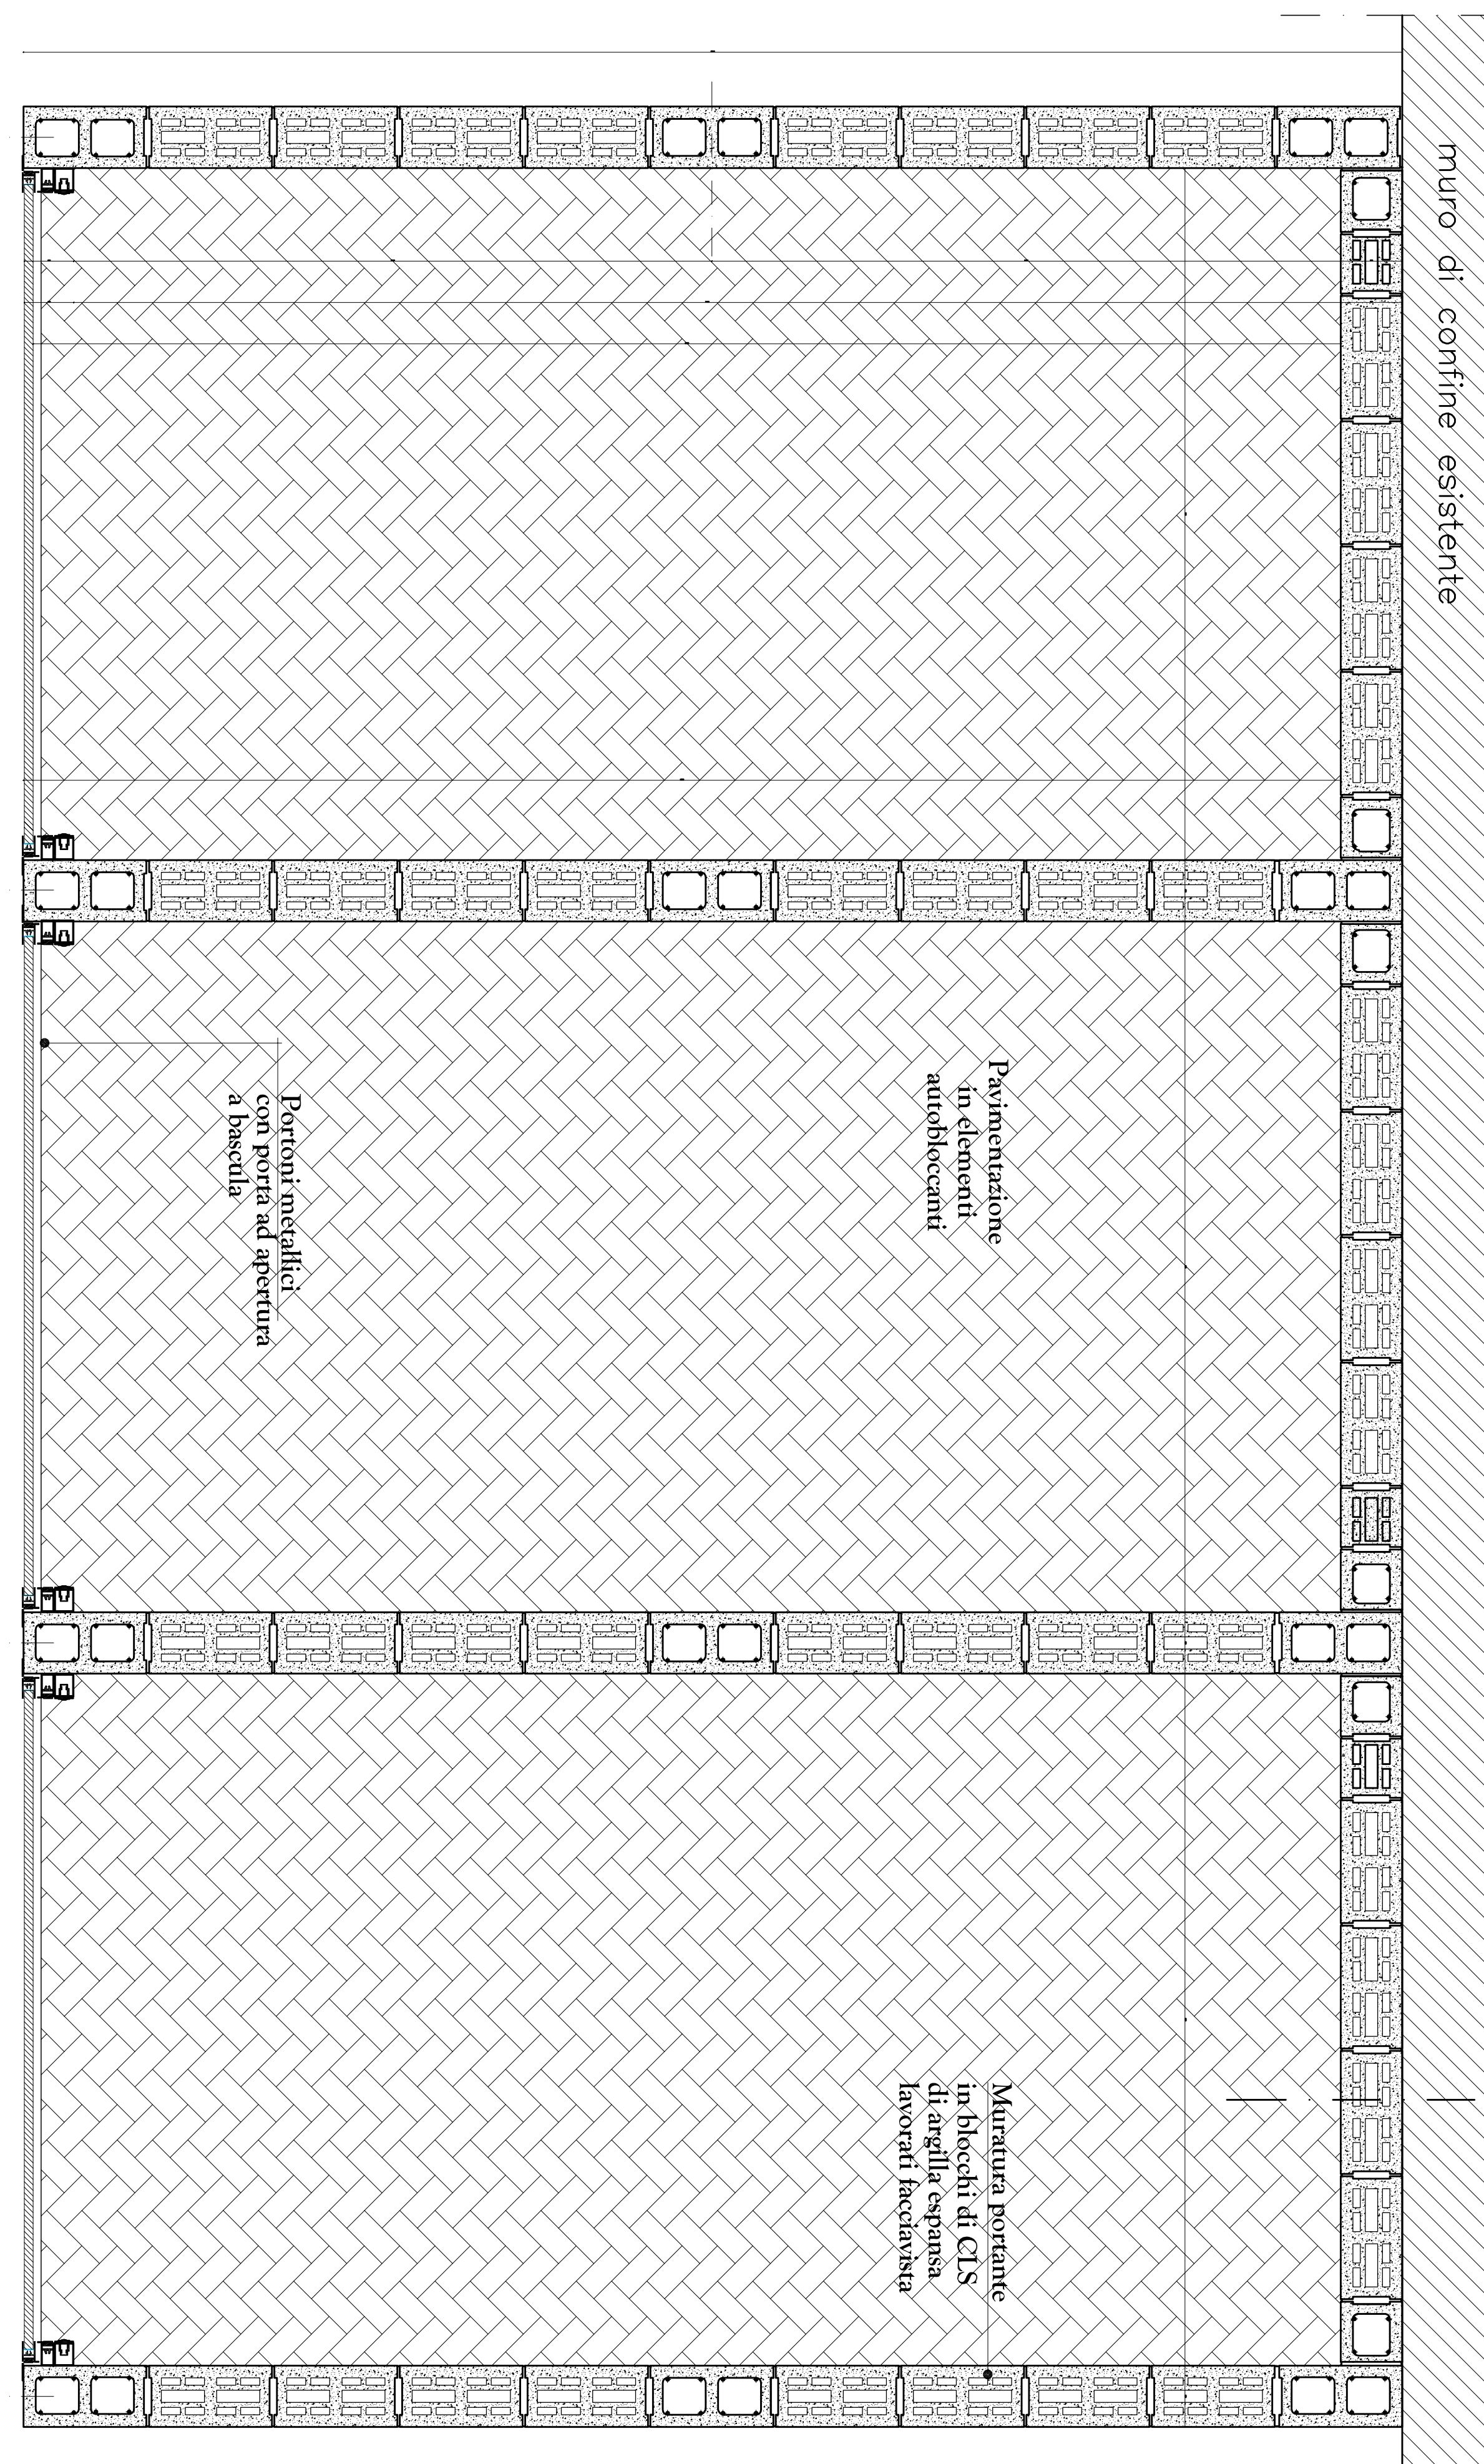 muro di confine esistente
Pavimentazione
in elementi
autobloccanti
Muratura portante
in blocchi di CLS
di argilla espansa
lavorati facciavista
Portoni metallici
con porta ad apertura
a bascula